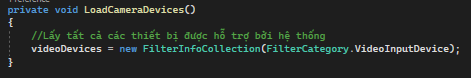 private void LoadCameraDevices()
{
//Lấy tất cả các thiết bị được hỗ trợ bởi hệ thống
videoDevices = new FilterInfoCollection(FilterCategory.VideoInputDevice);
}